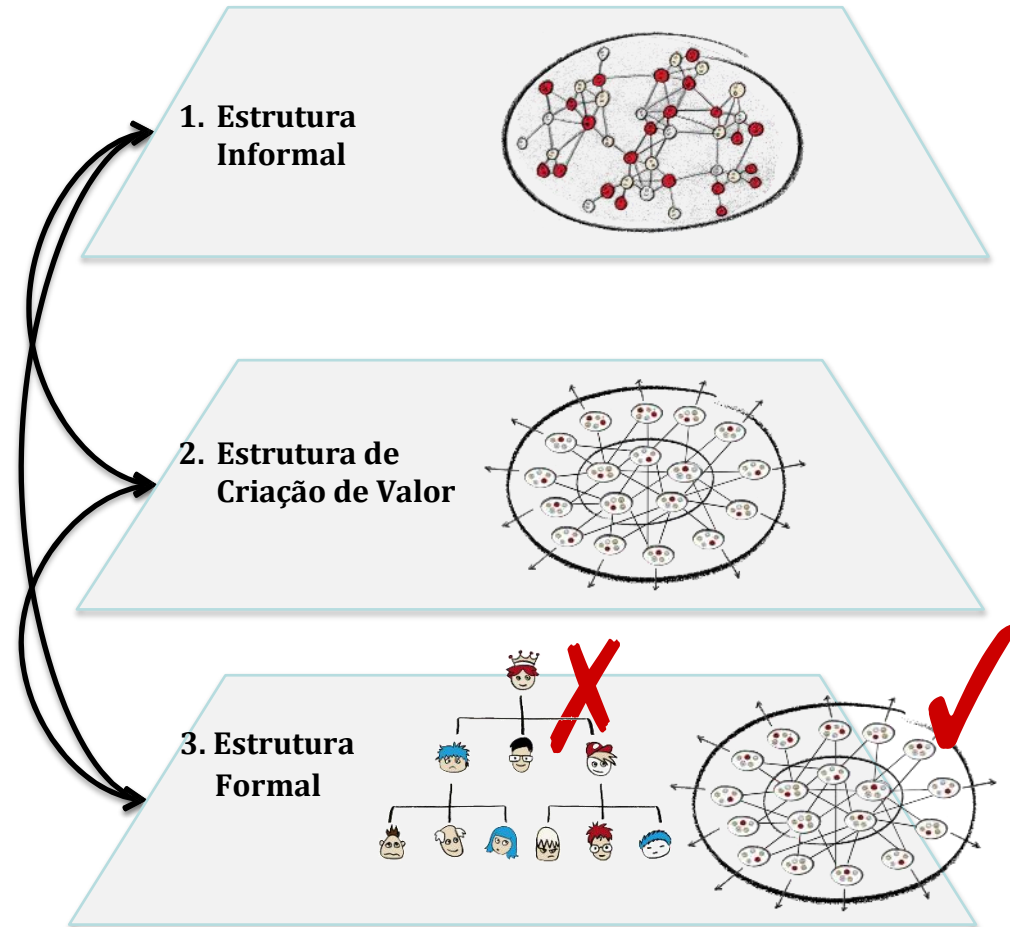 1. Estrutura
Informal
2. Estrutura de
Criação de Valor
3. Estrutura
Formal